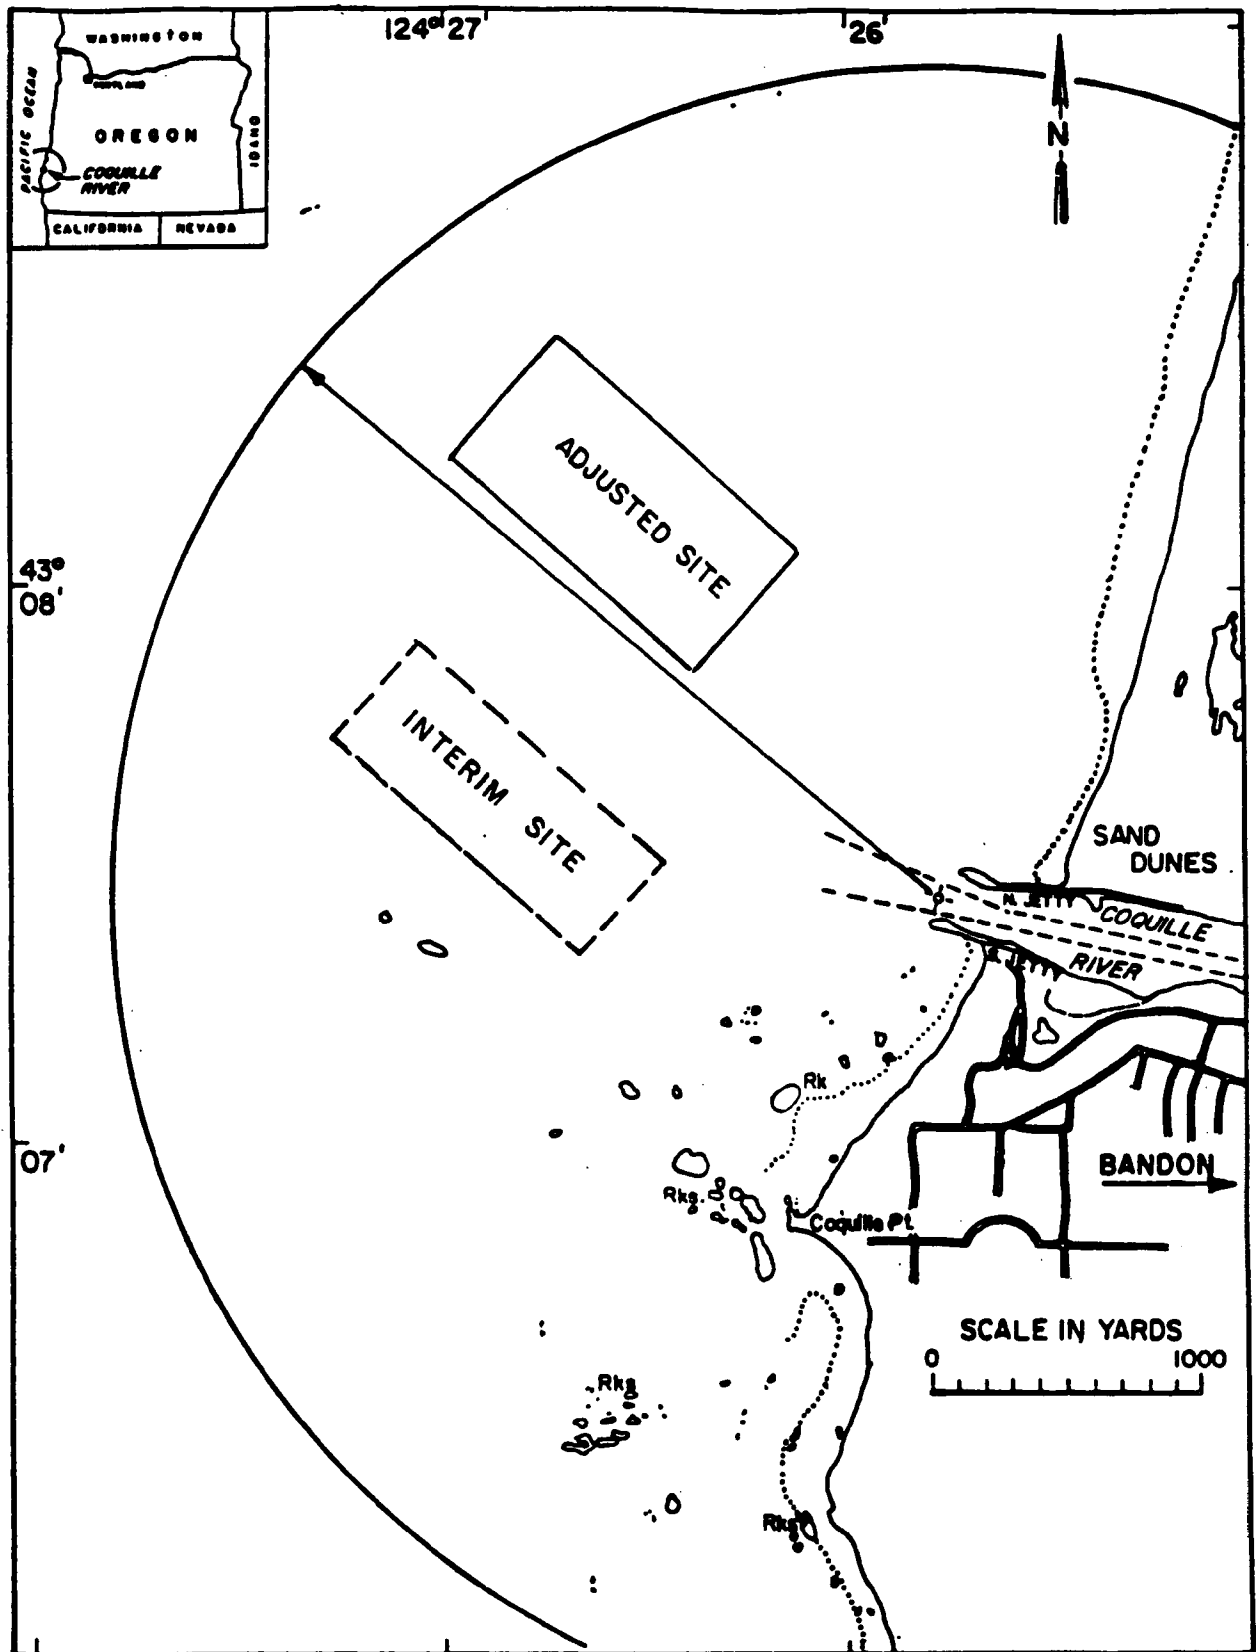 124° 27'
26'
WASHINGTON
PORTLAND
PACIFIC OCEAN
OREGON
IDAHO
COQUILLE
RIVER
CALIFORNIA
NEVADA
N
ADJUSTED SITE
43°
08'
INTERIM SITE
SAND
DUNES
N. JETTY
COQUILLE
RIVER
S. JETTY
Rk
07'
BANDON
Rks.
Coquille Pt.
SCALE IN YARDS
0
1000
Rks
Rks